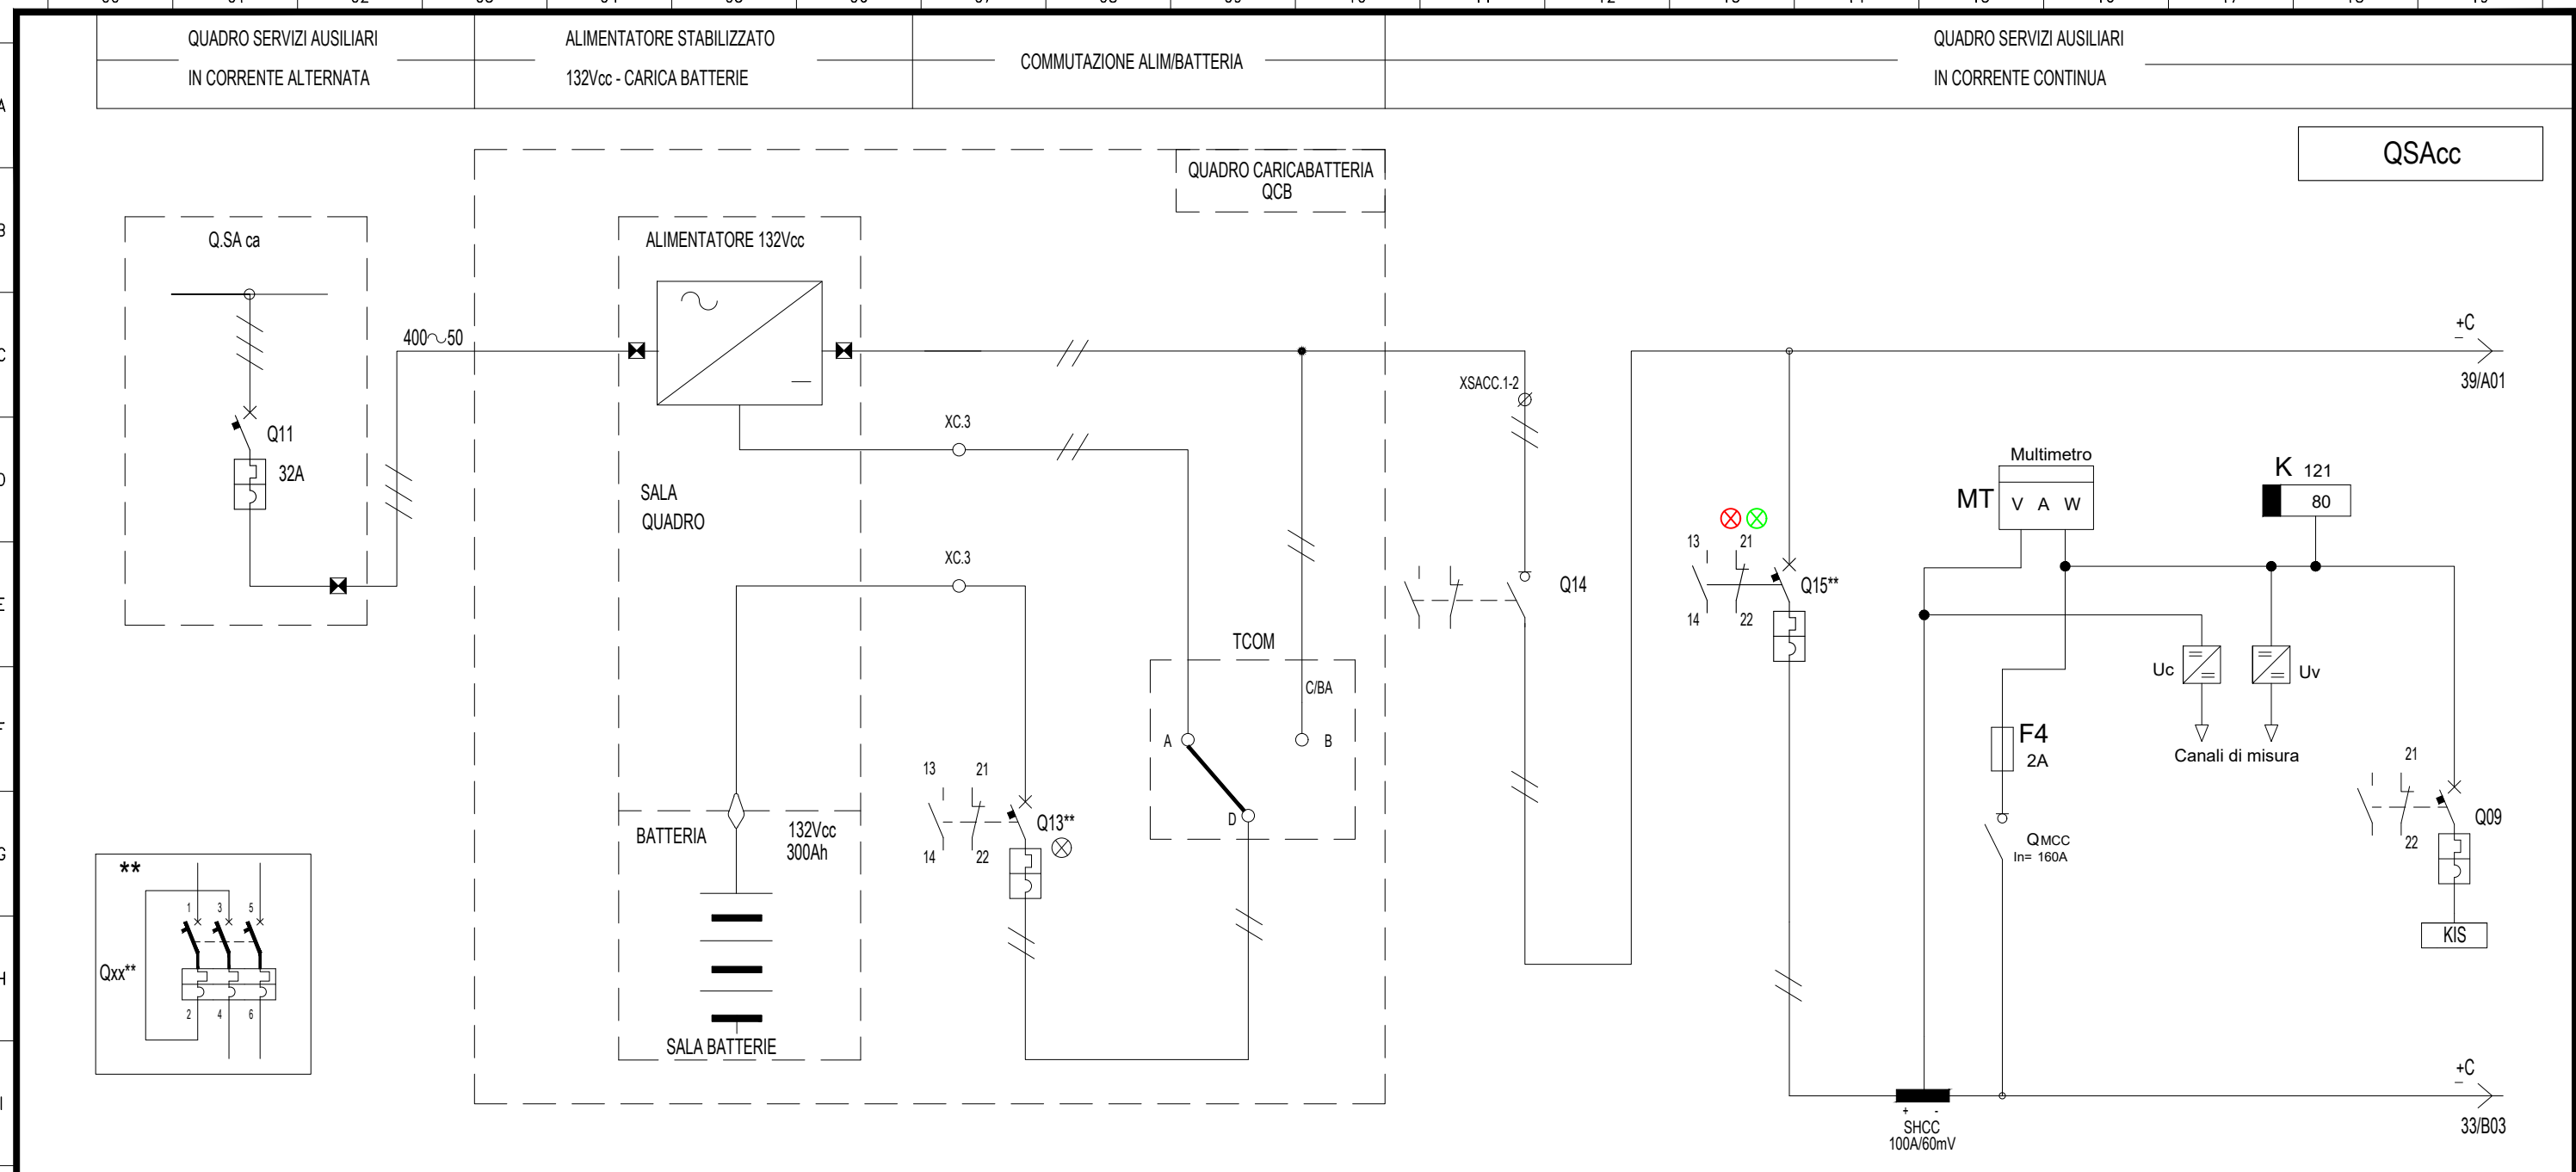 QUADRO SERVIZI AUSILIARI
IN CORRENTE ALTERNATA
ALIMENTATORE STABILIZZATO
132Vcc - CARICA BATTERIE
COMMUTAZIONE ALIM/BATTERIA
QUADRO SERVIZI AUSILIARI
IN CORRENTE CONTINUA
QSAcc
QUADRO CARICABATTERIA
QCB
Q.SA ca
ALIMENTATORE 132Vcc
400~50
+C
-
39/A01
XSACC.1-2
XC.3
Q11
32A
SALA
QUADRO
XC.3
Multimetro
MT
V A W
K 121
80
13
21
14
22
Q15**
Q14
TCOM
C/BA
A
B
D
Uc
Uv
Canali di misura
F4
2A
QMCC
In= 160A
21
22
Q09
KIS
BATTERIA
132Vcc
300Ah
SALA BATTERIE
13
21
14
22
Q13**
**
1 3 5
Qxx**
2 4 6
+ -
SHCC
100A/60mV
+C
-
33/B03